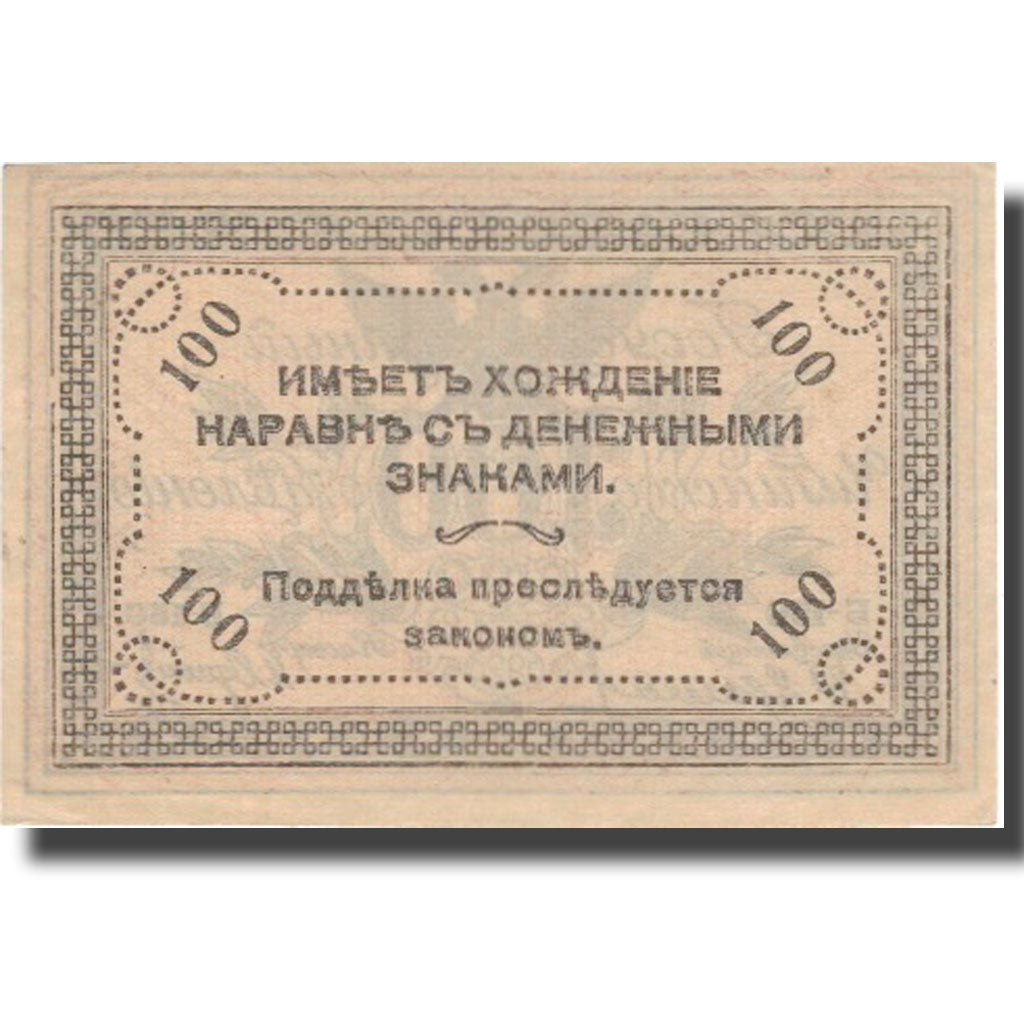 100 100
ИМѢЕТЪ ХОЖДЕНІЕ
НАРАВНѢ СЪ ДЕНЕЖНЫМИ
ЗНАКАМИ.
Поддѣлка преслѣдуется
закономъ.
100 100